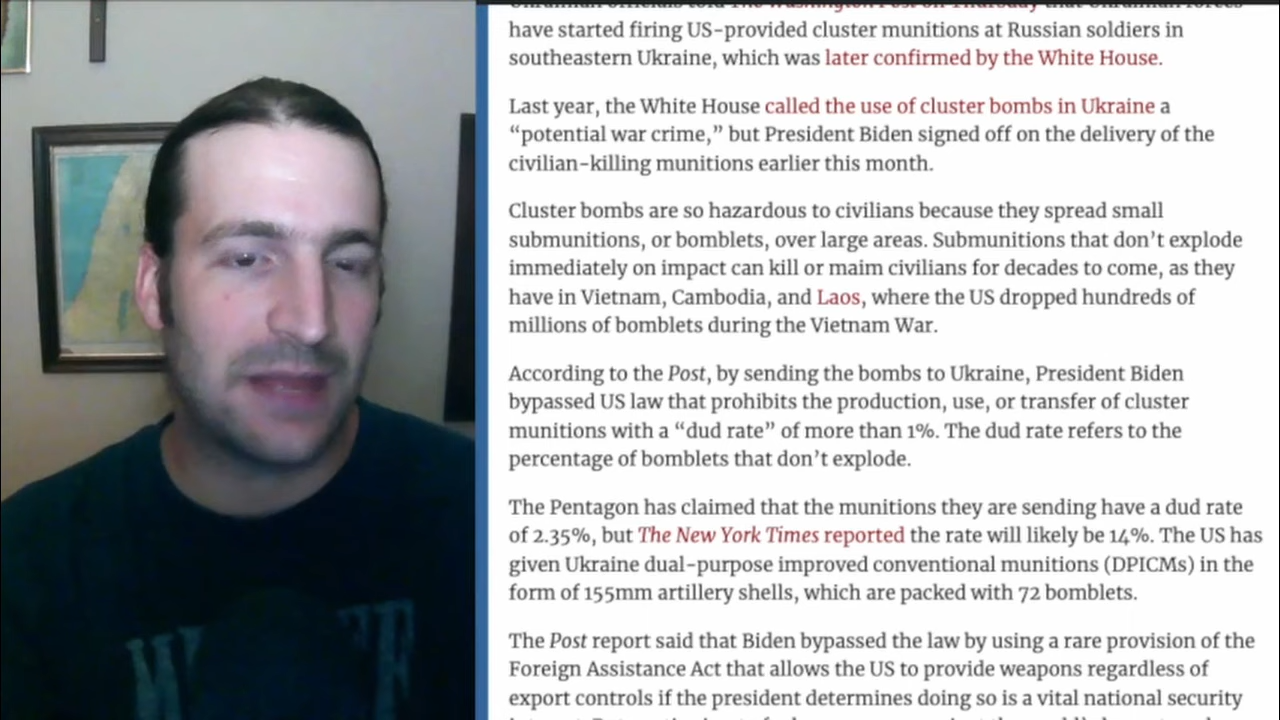 Ukrainian officials told The Washington Post on Thursday that Ukrainian forces
have started firing US-provided cluster munitions at Russian soldiers in
southeastern Ukraine, which was later confirmed by the White House.
Last year, the White House called the use of cluster bombs in Ukraine a
“potential war crime,” but President Biden signed off on the delivery of the
civilian-killing munitions earlier this month.
Cluster bombs are so hazardous to civilians because they spread small
submunitions, or bomblets, over large areas. Submunitions that don’t explode
immediately on impact can kill or maim civilians for decades to come, as they
have in Vietnam, Cambodia, and Laos, where the US dropped hundreds of
millions of bomblets during the Vietnam War.
According to the Post, by sending the bombs to Ukraine, President Biden
bypassed US law that prohibits the production, use, or transfer of cluster
munitions with a “dud rate” of more than 1%. The dud rate refers to the
percentage of bomblets that don’t explode.
The Pentagon has claimed that the munitions they are sending have a dud rate
of 2.35%, but The New York Times reported the rate will likely be 14%. The US has
given Ukraine dual-purpose improved conventional munitions (DPICMs) in the
form of 155mm artillery shells, which are packed with 72 bomblets.
The Post report said that Biden bypassed the law by using a rare provision of the
Foreign Assistance Act that allows the US to provide weapons regardless of
export controls if the president determines doing so is a vital national security